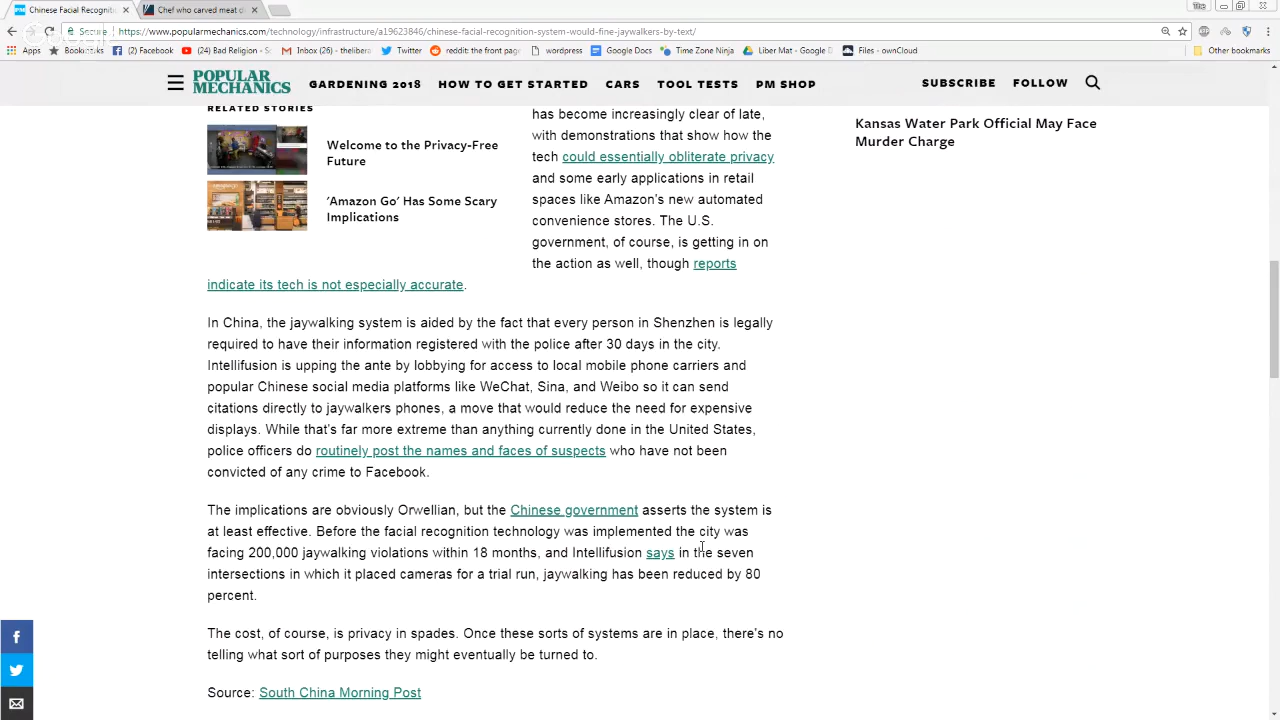 Chinese Facial Recogniti
Chef who carved meat o
Secure
https://www.popularmechanics.com/technology/infrastructure/a19623846/chinese-facial-recognition-system-would-fine-jaywalkers-by-text/
Apps
Bookmarks
(2) Facebook
(24) Bad Religion - S
Inbox (26) - thelibera
Twitter
reddit: the front page
wordpress
Google Docs
Time Zone Ninja
Liber Mat - Google D
Files - ownCloud
Other bookmarks
POPULAR
MECHANICS
GARDENING 2018 HOW TO GET STARTED CARS TOOL TESTS PM SHOP
SUBSCRIBE FOLLOW
RELATED STORIES
Welcome to the Privacy-Free
Future
'Amazon Go' Has Some Scary
Implications
has become increasingly clear of late,
with demonstrations that show how the
tech could essentially obliterate privacy
and some early applications in retail
spaces like Amazon's new automated
convenience stores. The U.S.
government, of course, is getting in on
the action as well, though reports
indicate its tech is not especially accurate.
Kansas Water Park Official May Face
Murder Charge
In China, the jaywalking system is aided by the fact that every person in Shenzhen is legally
required to have their information registered with the police after 30 days in the city.
Intellifusion is upping the ante by lobbying for access to local mobile phone carriers and
popular Chinese social media platforms like WeChat, Sina, and Weibo so it can send
citations directly to jaywalkers phones, a move that would reduce the need for expensive
displays. While that's far more extreme than anything currently done in the United States,
police officers do routinely post the names and faces of suspects who have not been
convicted of any crime to Facebook.
The implications are obviously Orwellian, but the Chinese government asserts the system is
at least effective. Before the facial recognition technology was implemented the city was
facing 200,000 jaywalking violations within 18 months, and Intellifusion says in the seven
intersections in which it placed cameras for a trial run, jaywalking has been reduced by 80
percent.
The cost, of course, is privacy in spades. Once these sorts of systems are in place, there's no
telling what sort of purposes they might eventually be turned to.
Source: South China Morning Post